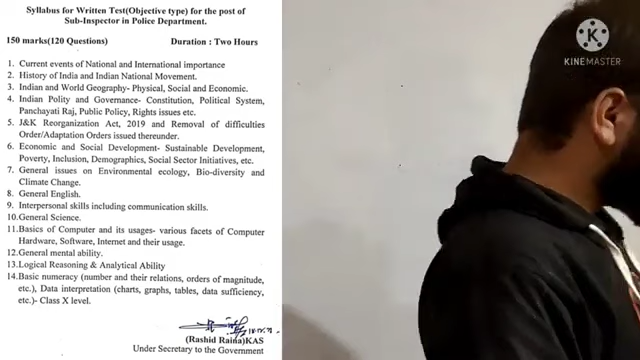 Syllabus for Written Test(Objective type) for the post of
Sub-Inspector in Police Department.
150 marks(120 Questions) Duration : Two Hours
1. Current events of National and International importance
2. History of India and Indian National Movement.
3. Indian and World Geography- Physical, Social and Economic.
4. Indian Polity and Governance- Constitution, Political System,
Panchayati Raj, Public Policy, Rights issues etc.
5. J&K Reorganization Act, 2019 and Removal of difficulties
Order/Adaptation Orders issued thereunder.
6. Economic and Social Development- Sustainable Development,
Poverty, Inclusion, Demographics, Social Sector Initiatives, etc.
7. General issues on Environmental ecology, Bio-diversity and
Climate Change.
8. General English.
9. Interpersonal skills including communication skills.
10.General Science.
11.Basics of Computer and its usages- various facets of Computer
Hardware, Software, Internet and their usage.
12.General mental ability.
13.Logical Reasoning & Analytical Ability
14.Basic numeracy (number and their relations, orders of magnitude,
etc.), Data interpretation (charts, graphs, tables, data sufficiency,
etc.)- Class X level.
(Rashid Raina)KAS
Under Secretary to the Government
KINEMASTER